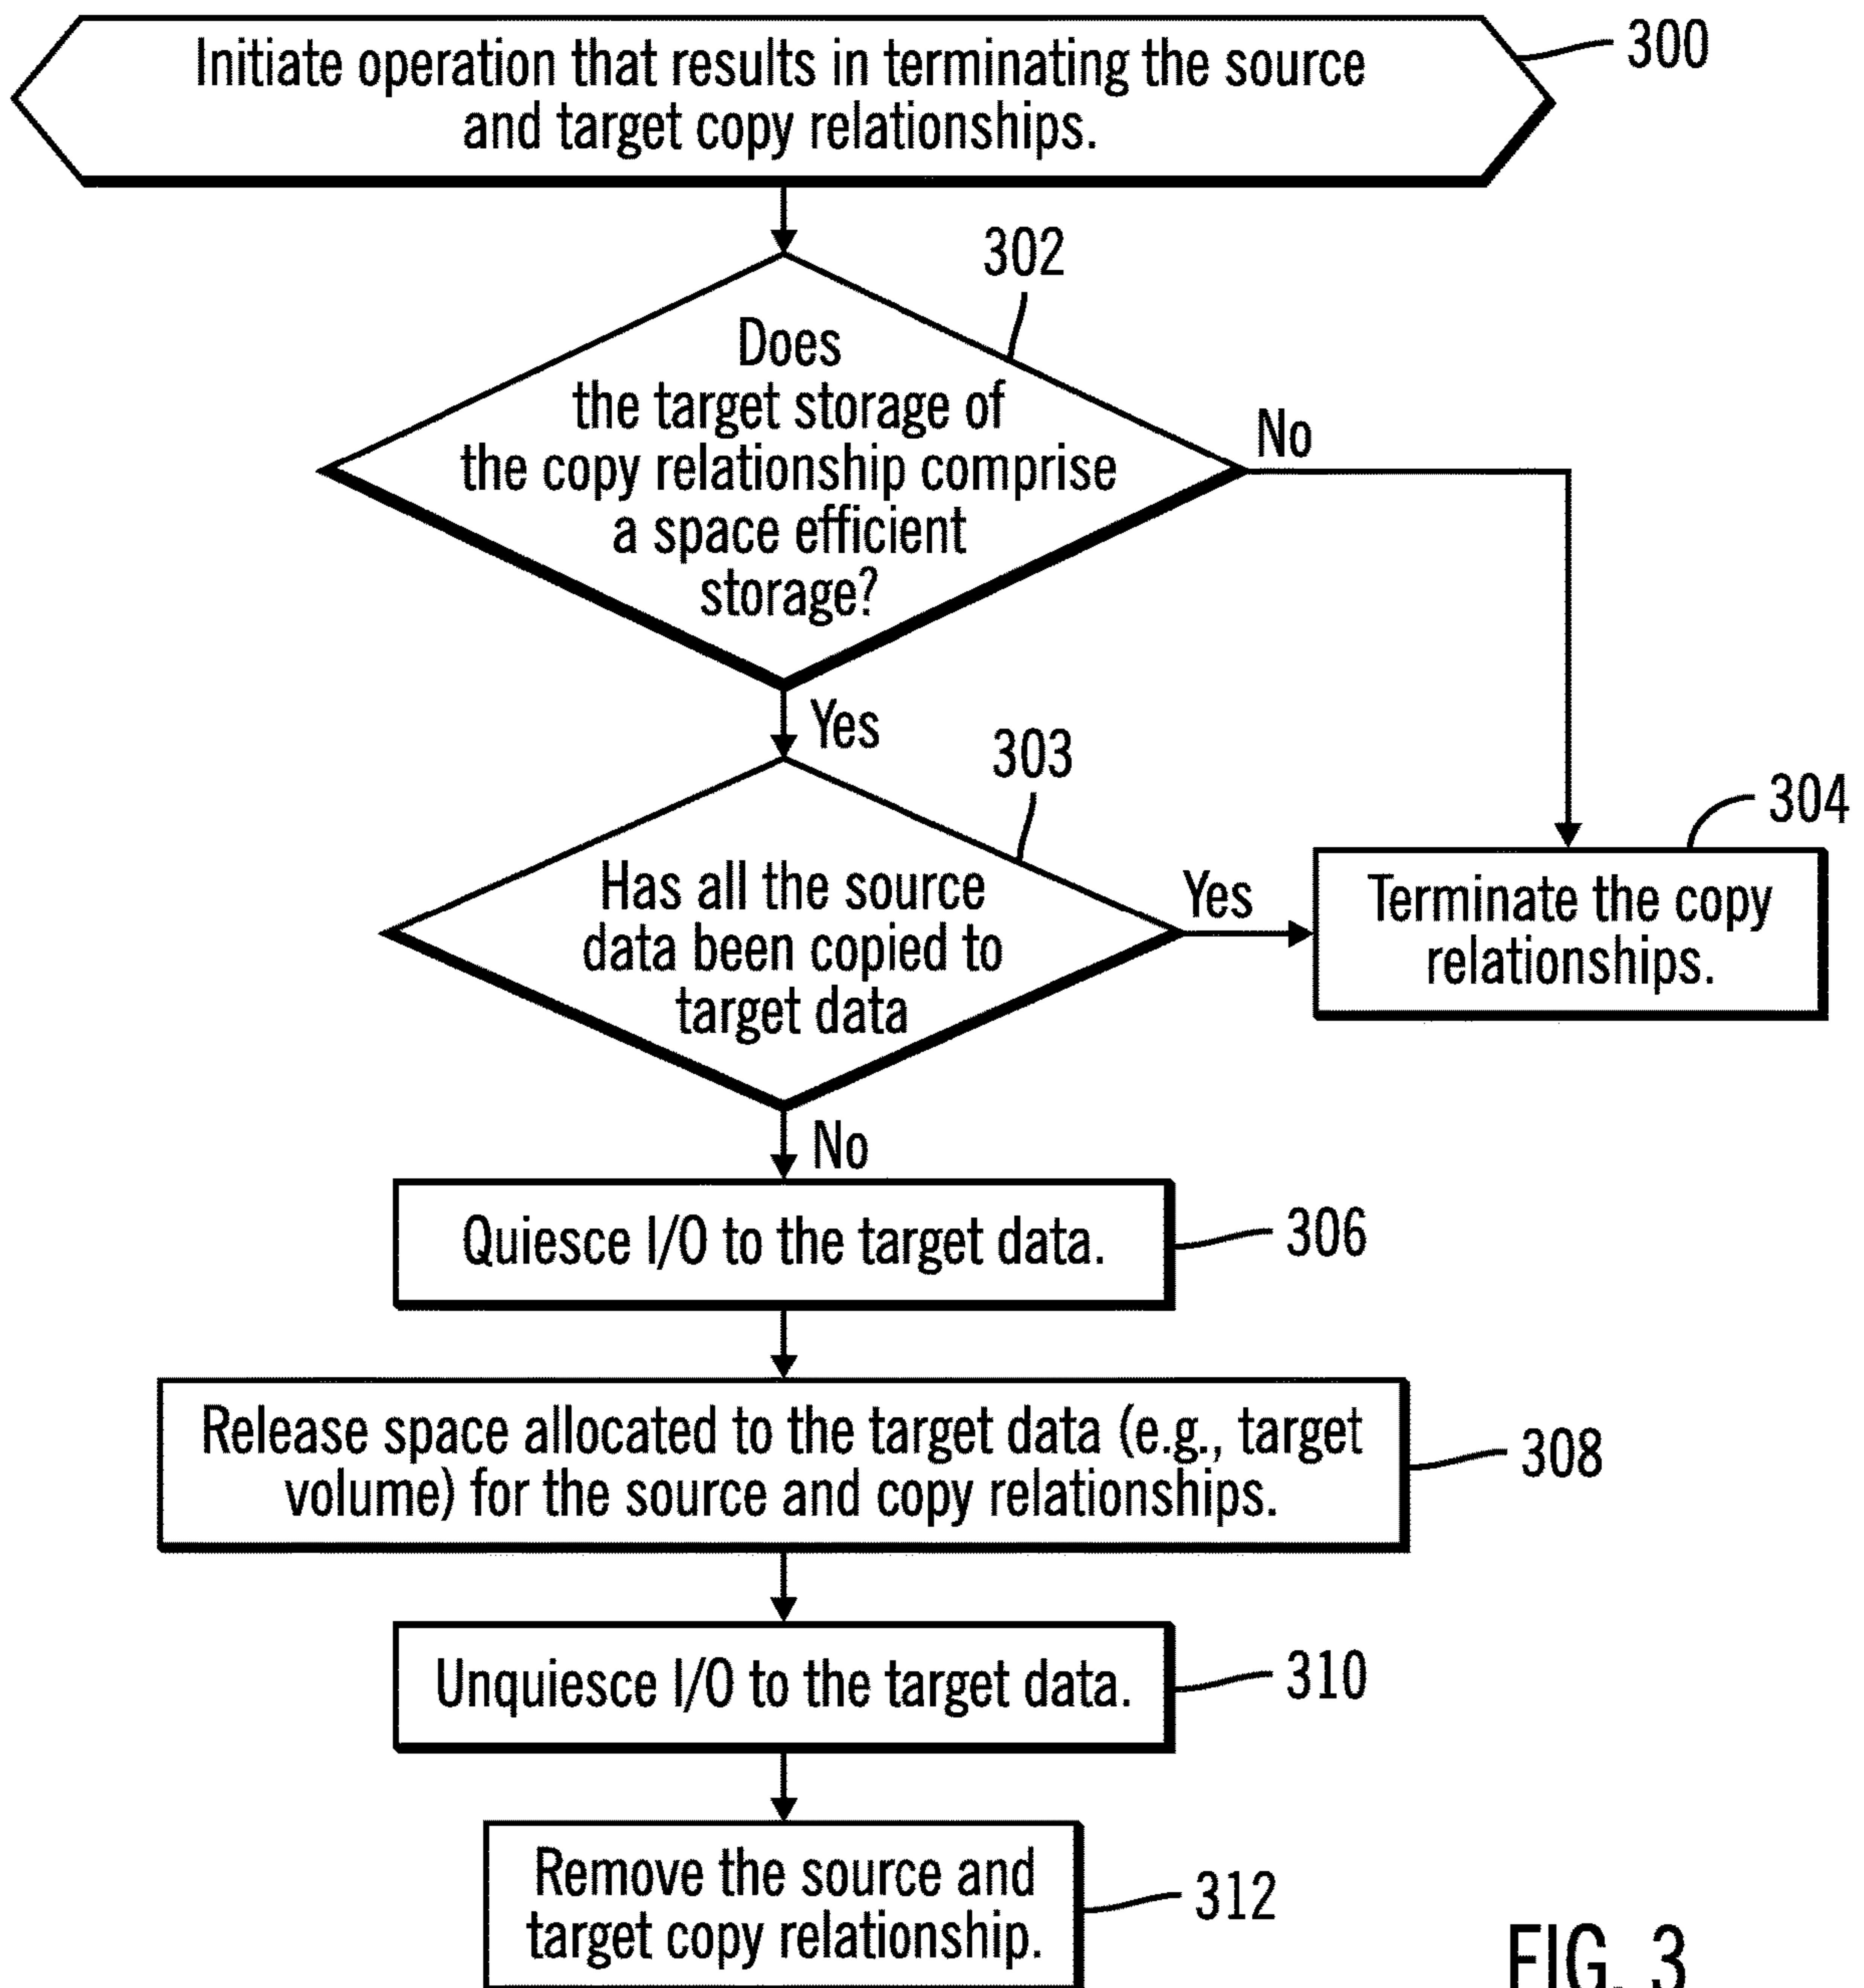 Initiate operation that results in terminating the source
and target copy relationships.
300
302
Does
the target storage of
the copy relationship comprise
a space efficient
storage?
No
Yes
303
304
Has all the source
data been copied to
target data
Yes
Terminate the copy
relationships.
No
Quiesce I/O to the target data.
306
Release space allocated to the target data (e.g., target
volume) for the source and copy relationships.
308
Unquiesce I/O to the target data.
310
Remove the source and
target copy relationship.
312
FIG. 3